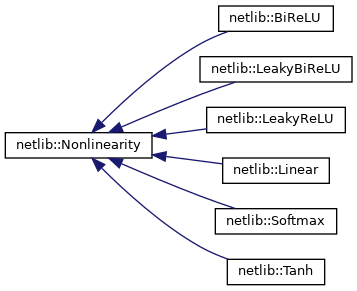 netlib::BiReLU
netlib::LeakyBiReLU
netlib::LeakyReLU
netlib::Nonlinearity
netlib::Linear
netlib::Softmax
netlib::Tanh